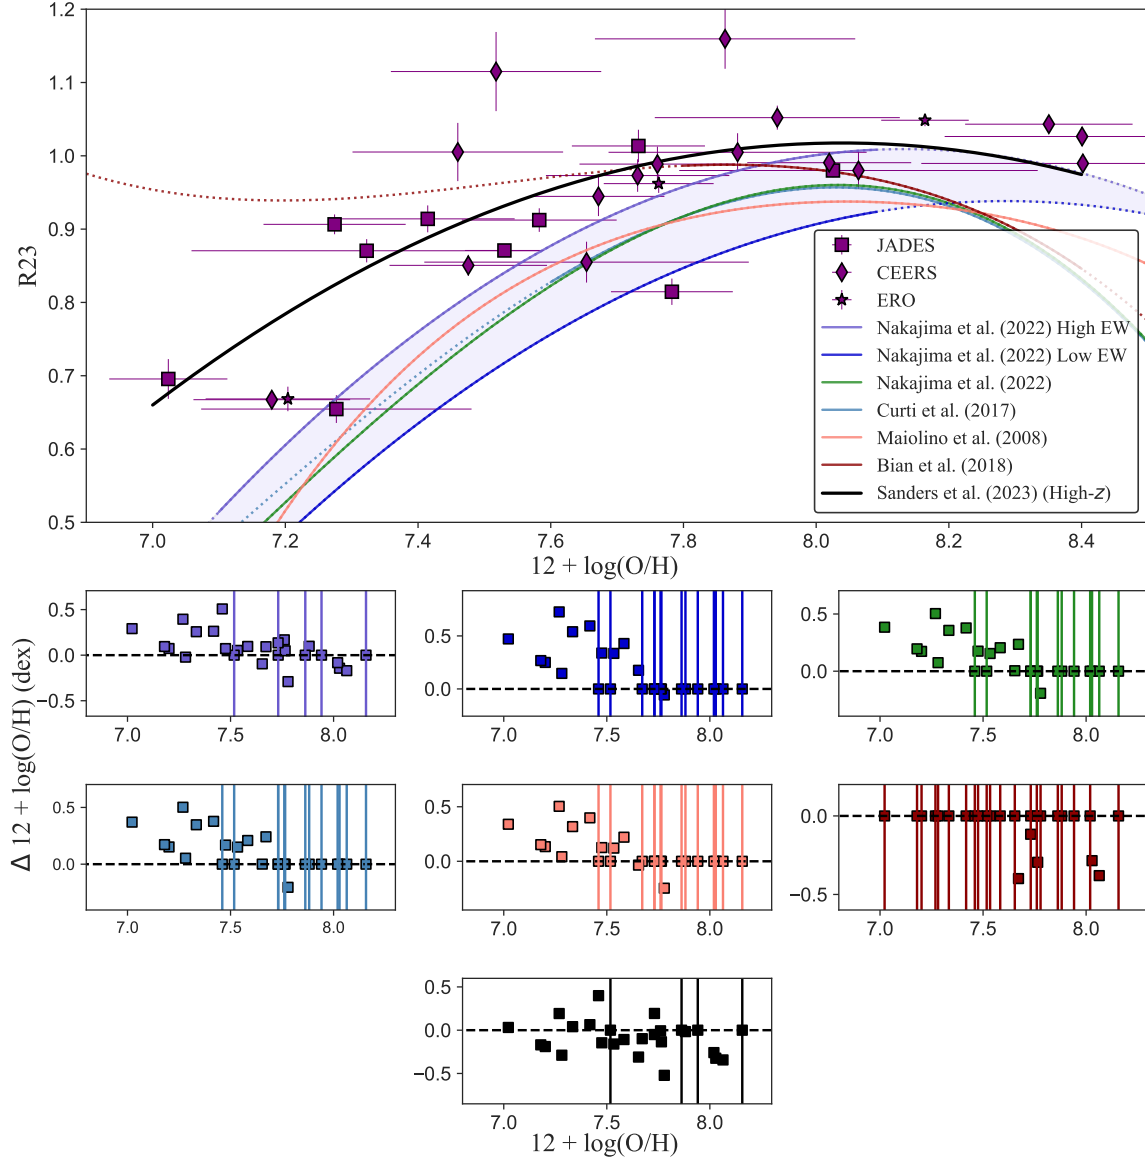 1.2
1.1
1.0
0.9
0.8
0.7
0.6
0.5
R23
JADES
CEERS
ERO
Nakajima et al. (2022) High EW
Nakajima et al. (2022) Low EW
Nakajima et al. (2022)
Curti et al. (2017)
Maiolino et al. (2008)
Bian et al. (2018)
Sanders et al. (2023) (High-z)
7.0 7.2 7.4 7.6 7.8 8.0 8.2 8.4
12 + log(O/H)
Δ 12 + log(O/H) (dex)
0.5
0.0
−0.5
7.0 7.5 8.0
0.5
0.0
7.0 7.5 8.0
0.5
0.0
7.0 7.5 8.0
0.5
0.0
7.0 7.5 8.0
0.5
0.0
7.0 7.5 8.0
0.0
−0.5
7.0 7.5 8.0
0.5
0.0
−0.5
7.0 7.5 8.0
12 + log(O/H)